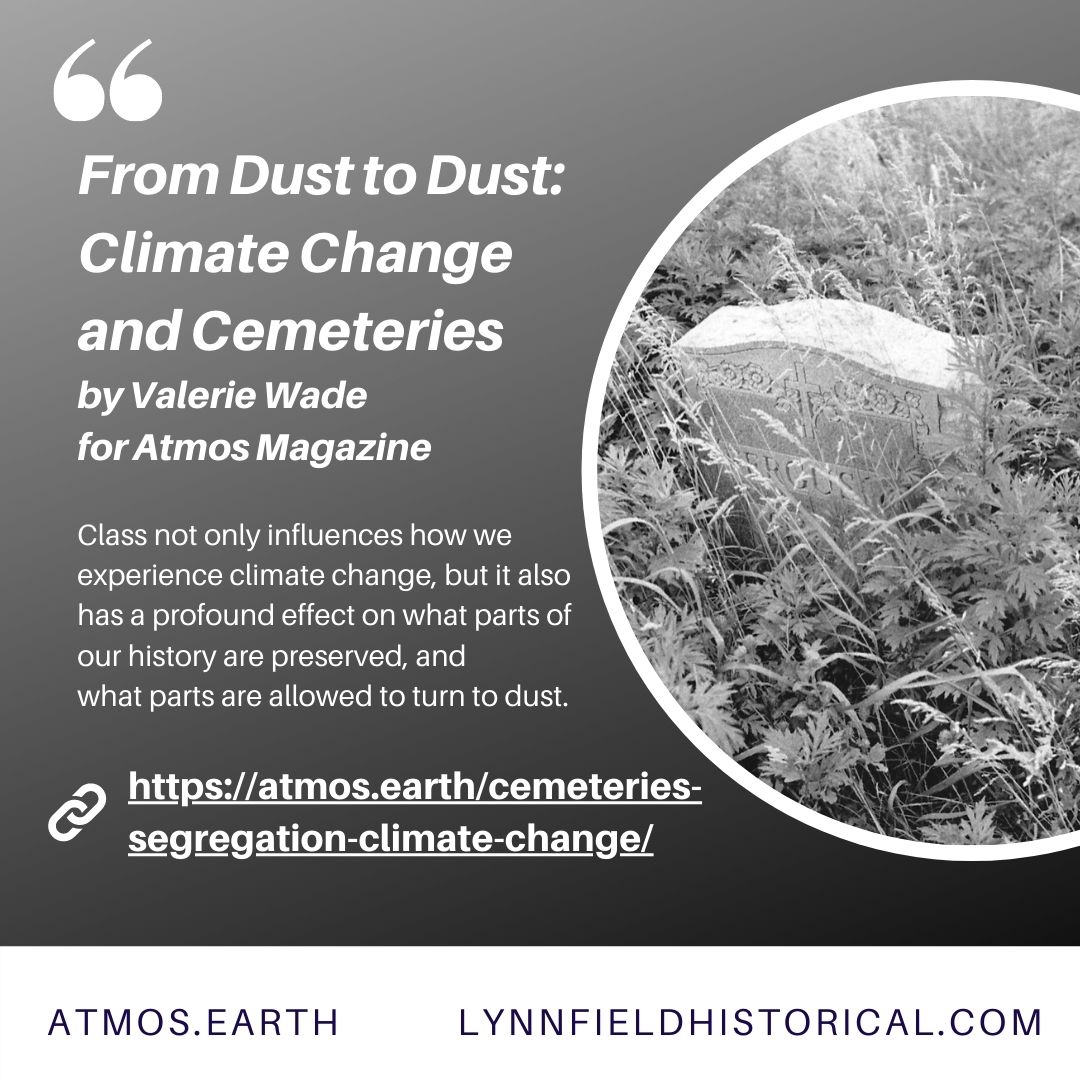 From Dust to Dust:
Climate Change
and Cemeteries
by Valerie Wade
for Atmos Magazine
Class not only influences how we
experience climate change, but it also
has a profound effect on what parts of
our history are preserved, and
what parts are allowed to turn to dust.
https://atmos.earth/cemeteries-
segregation-climate-change/
ATMOS.EARTH
LYNNFIELDHISTORICAL.COM